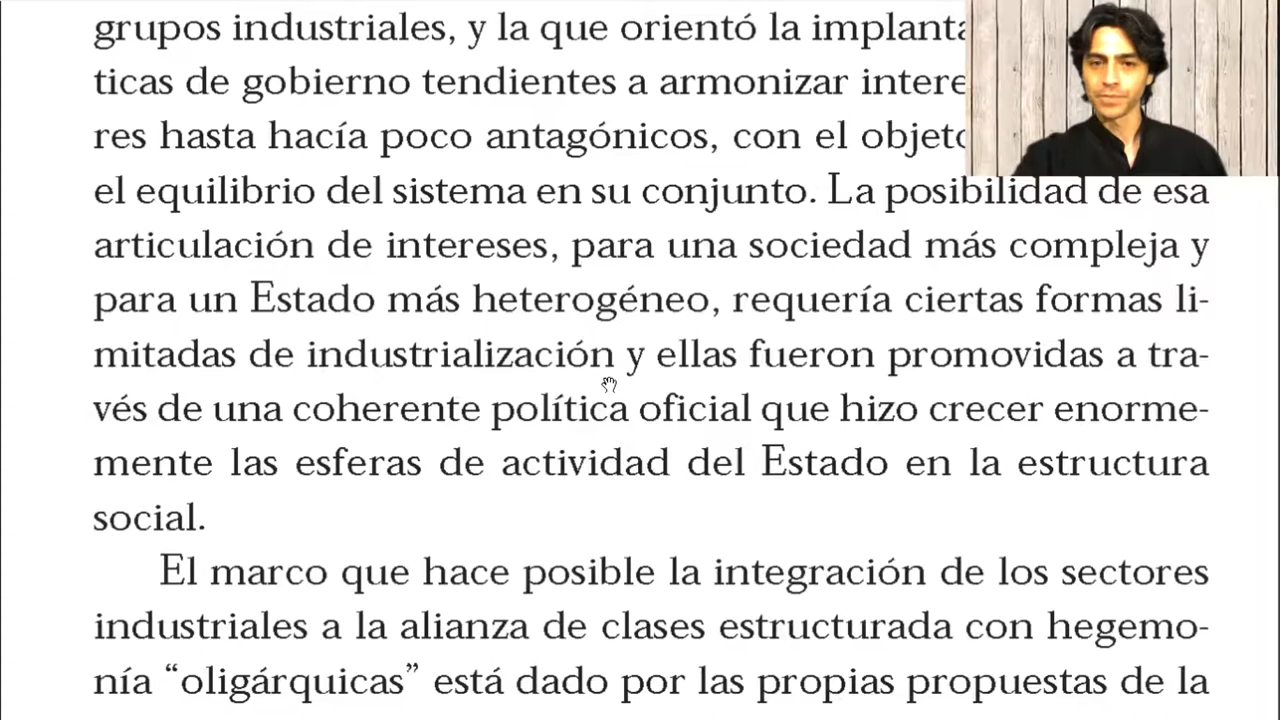 grupos industriales, y la que orientó la implanta
ticas de gobierno tendientes a armonizar intere
res hasta hacía poco antagónicos, con el objeto
el equilibrio del sistema en su conjunto. La posibilidad de esa
articulación de intereses, para una sociedad más compleja y
para un Estado más heterogéneo, requería ciertas formas li-
mitadas de industrialización y ellas fueron promovidas a tra-
vés de una coherente política oficial que hizo crecer enorme-
mente las esferas de actividad del Estado en la estructura
social.
El marco que hace posible la integración de los sectores
industriales a la alianza de clases estructurada con hegemo-
nía “oligárquicas” está dado por las propias propuestas de la